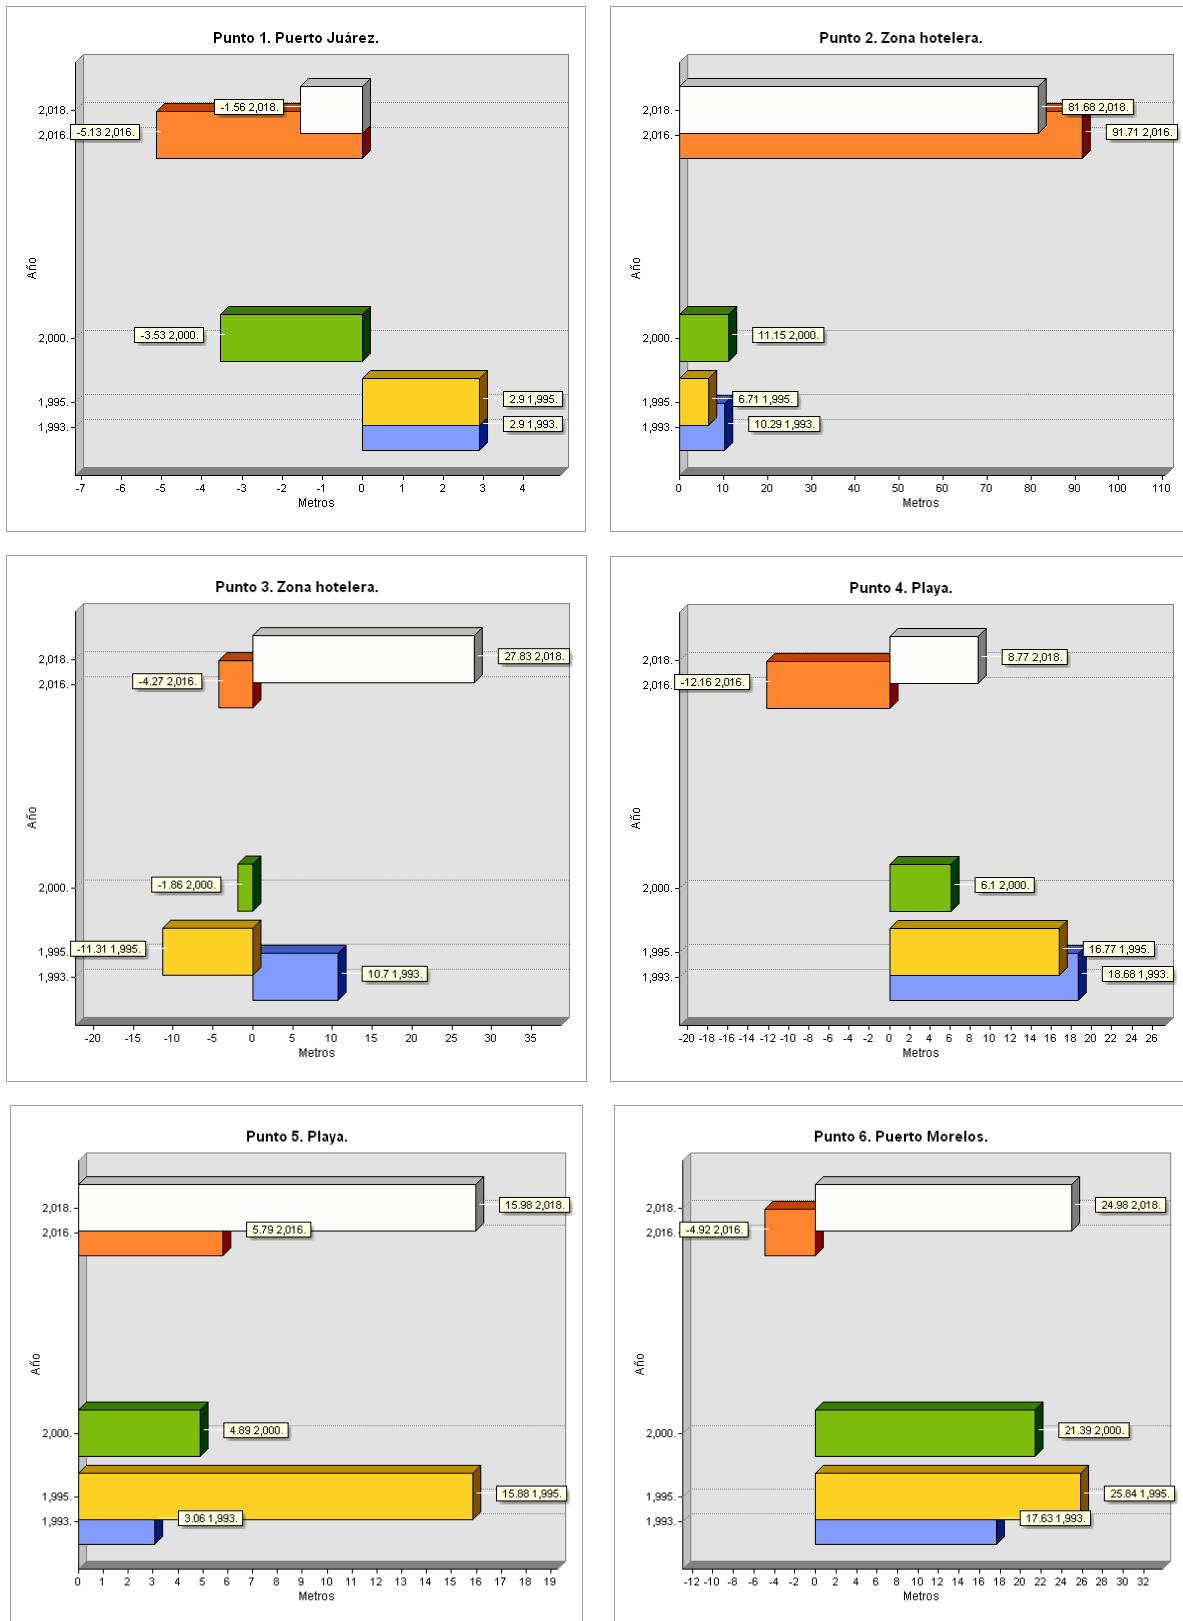 Punto 1. Puerto Juárez.
2,018.
-1.56 2,018.
2,016.
-5.13 2,016.
Año
2,000.
-3.53 2,000.
1,995.
2.9 1,995.
1,993.
2.9 1,993.
-7 -6 -5 -4 -3 -2 -1 0 1 2 3 4
Metros
Punto 2. Zona hotelera.
2,018.
81.68 2,018.
2,016.
91.71 2,016.
Año
2,000.
11.15 2,000.
1,995.
6.71 1,995.
1,993.
10.29 1,993.
0 10 20 30 40 50 60 70 80 90 100 110
Metros
Punto 3. Zona hotelera.
2,018.
27.83 2,018.
2,016.
-4.27 2,016.
Año
2,000.
-1.86 2,000.
1,995.
-11.31 1,995.
1,993.
10.7 1,993.
-20 -15 -10 -5 0 5 10 15 20 25 30 35
Metros
Punto 4. Playa.
2,018.
8.77 2,018.
2,016.
-12.16 2,016.
Año
2,000.
6.1 2,000.
1,995.
16.77 1,995.
1,993.
18.68 1,993.
-20 -18 -16 -14 -12 -10 -8 -6 -4 -2 0 2 4 6 8 10 12 14 16 18 20 22 24 26
Metros
Punto 5. Playa.
2,018.
15.98 2,018.
2,016.
5.79 2,016.
Año
2,000.
4.89 2,000.
1,995.
15.88 1,995.
1,993.
3.06 1,993.
0 1 2 3 4 5 6 7 8 9 10 11 12 13 14 15 16 17 18 19
Metros
Punto 6. Puerto Morelos.
2,018.
24.98 2,018.
2,016.
-4.92 2,016.
Año
2,000.
21.39 2,000.
1,995.
25.84 1,995.
1,993.
17.63 1,993.
-12 -10 -8 -6 -4 -2 0 2 4 6 8 10 12 14 16 18 20 22 24 26 28 30 32
Metros